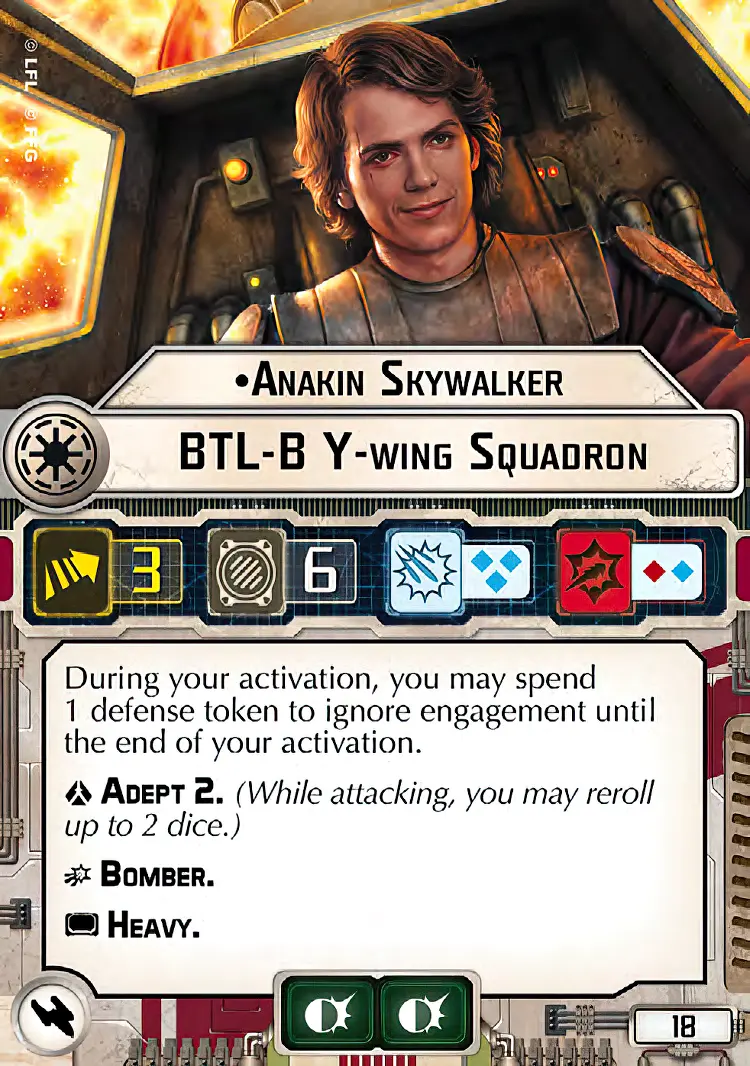 © LFL © FFG
•Anakin Skywalker
BTL-B Y-wing Squadron
3
6
During your activation, you may spend
1 defense token to ignore engagement until
the end of your activation.
Adept 2. (While attacking, you may reroll
up to 2 dice.)
Bomber.
Heavy.
18